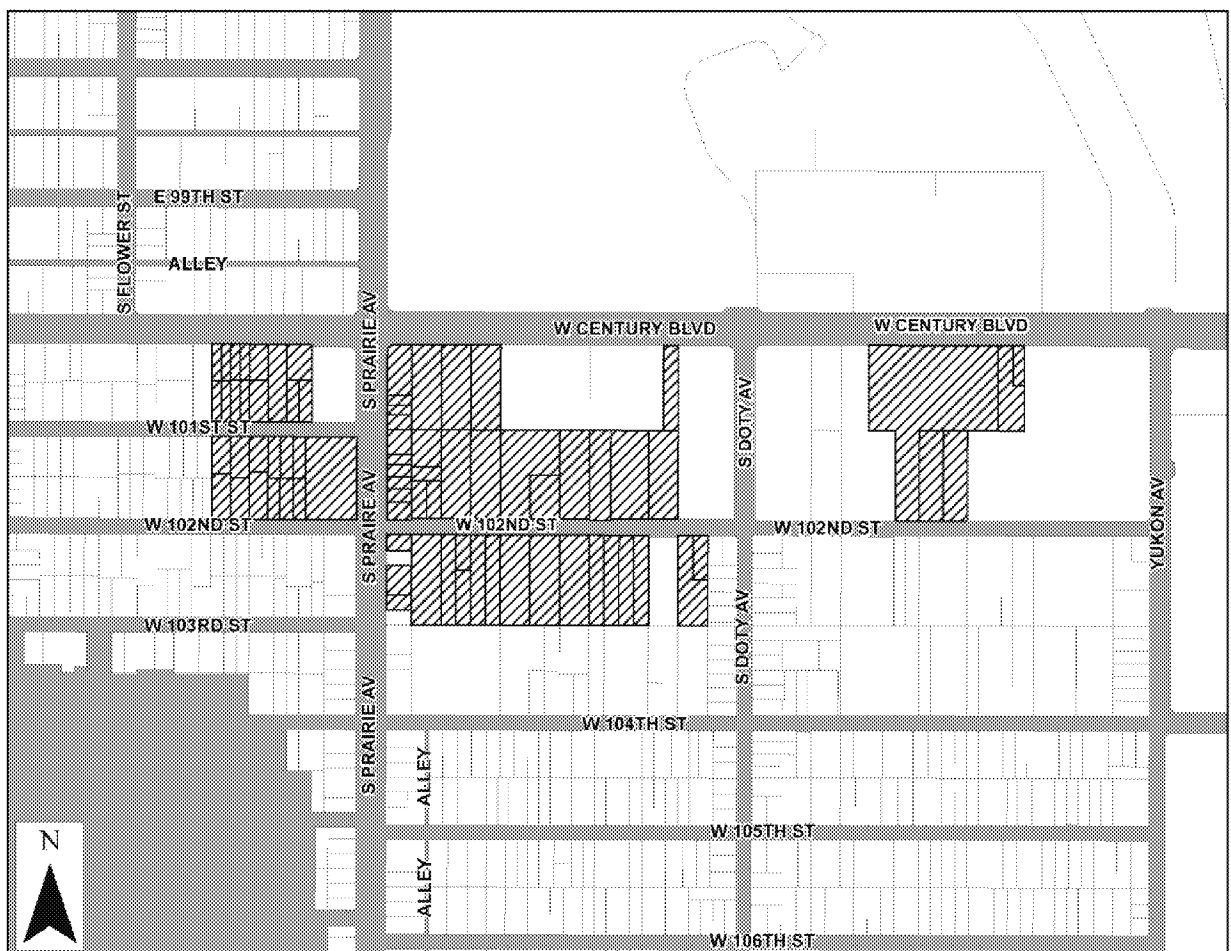 S FLOWER ST
E 99TH ST
ALLEY
S PRAIRIE AV
W CENTURY BLVD
W CENTURY BLVD
W 101ST ST
S PRAIRE AV
S DOTY AV
W 102ND ST
W 102ND ST
W 102ND ST
YUKON AV
W 103RD ST
S DOTY AV
S PRAIRIE AV
W 104TH ST
ALLEY
W 105TH ST
ALLEY
W 106TH ST
N